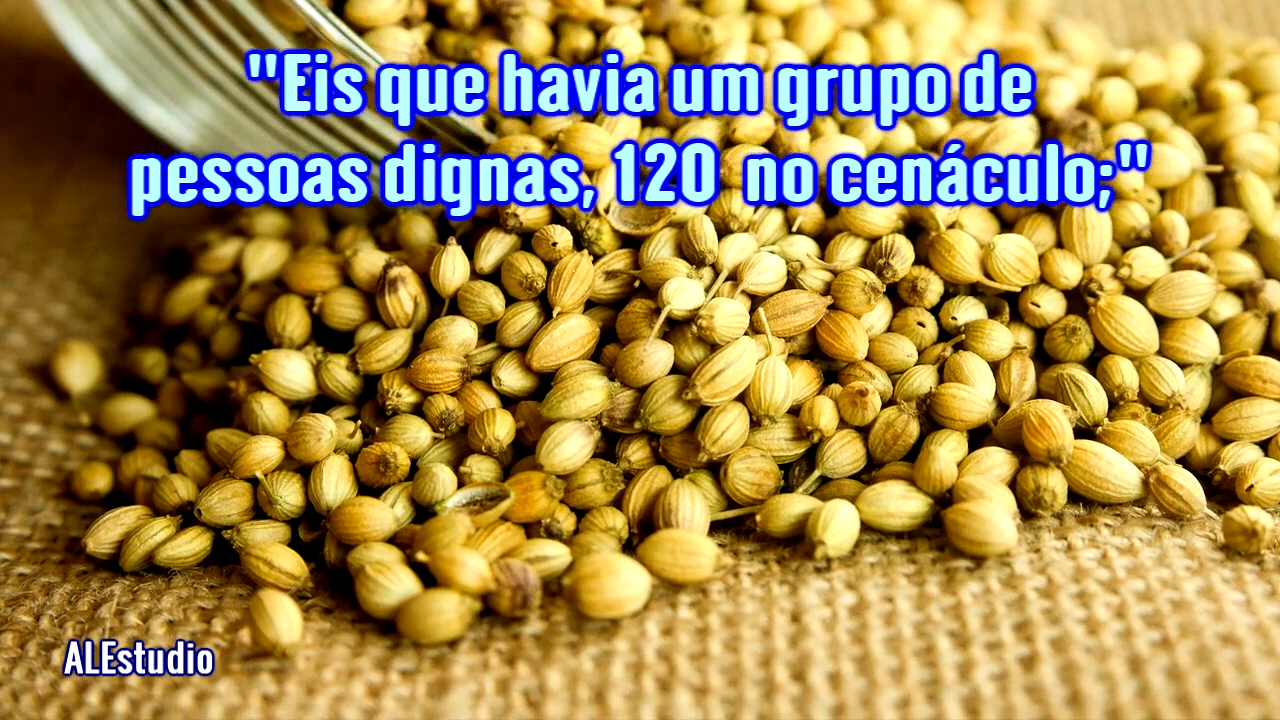 "Eis que havia um grupo de
pessoas dignas, 120 no cenáculo;"
ALEstudio